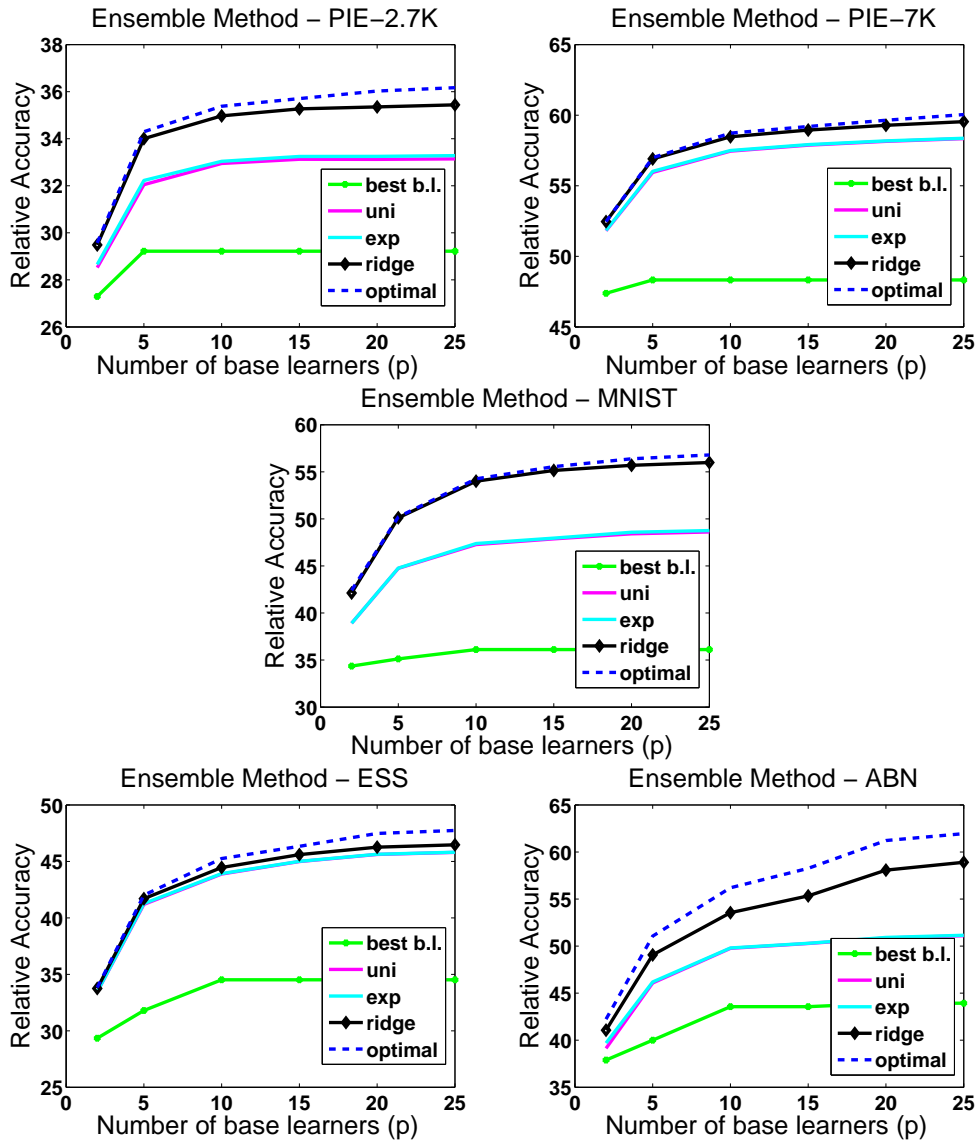 Ensemble Method – PIE–2.7K
Relative Accuracy
38
36
34
32
30
28
26
0
5
10
15
20
25
Number of base learners (p)
best b.l.
uni
exp
ridge
optimal
Ensemble Method – PIE–7K
Relative Accuracy
65
60
55
50
45
0
5
10
15
20
25
Number of base learners (p)
best b.l.
uni
exp
ridge
optimal
Ensemble Method – MNIST
Relative Accuracy
60
55
50
45
40
35
30
0
5
10
15
20
25
Number of base learners (p)
best b.l.
uni
exp
ridge
optimal
Ensemble Method – ESS
Relative Accuracy
50
45
40
35
30
25
0
5
10
15
20
25
Number of base learners (p)
best b.l.
uni
exp
ridge
optimal
Ensemble Method – ABN
Relative Accuracy
65
60
55
50
45
40
35
0
5
10
15
20
25
Number of base learners (p)
best b.l.
uni
exp
ridge
optimal